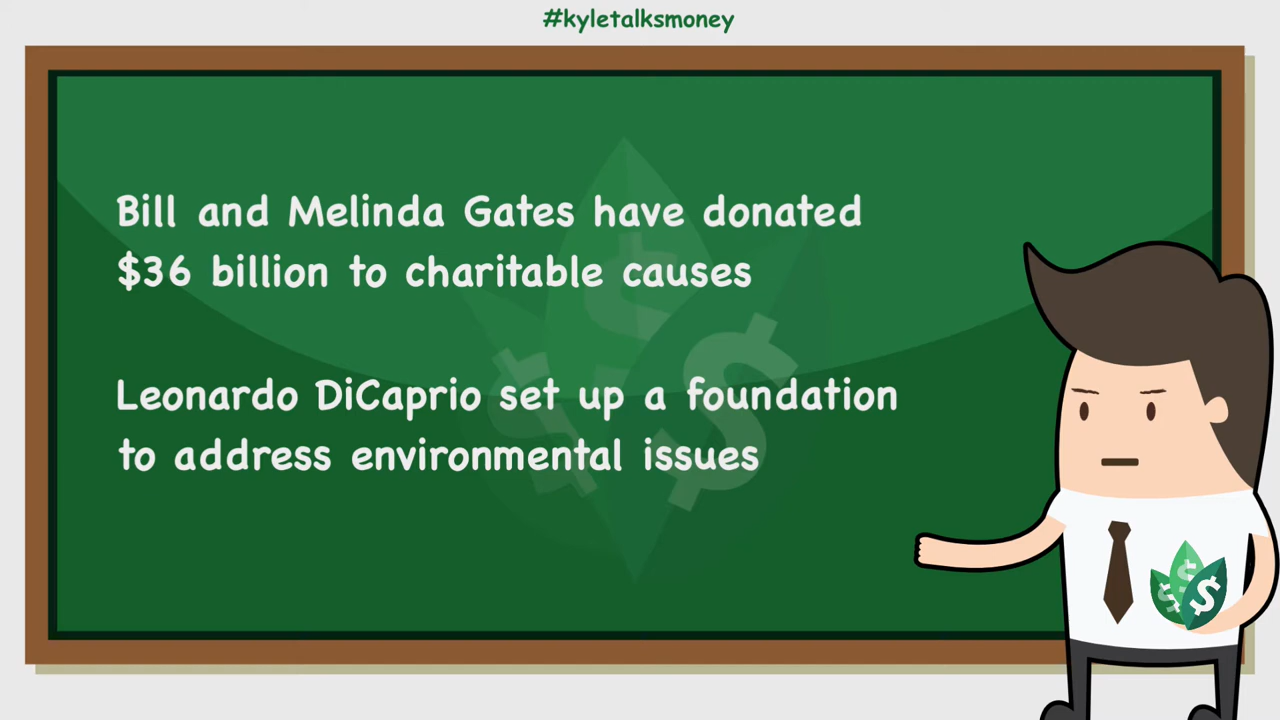 #kyletalksmoney
Bill and Melinda Gates have donated
$36 billion to charitable causes
Leonardo DiCaprio set up a foundation
to address environmental issues